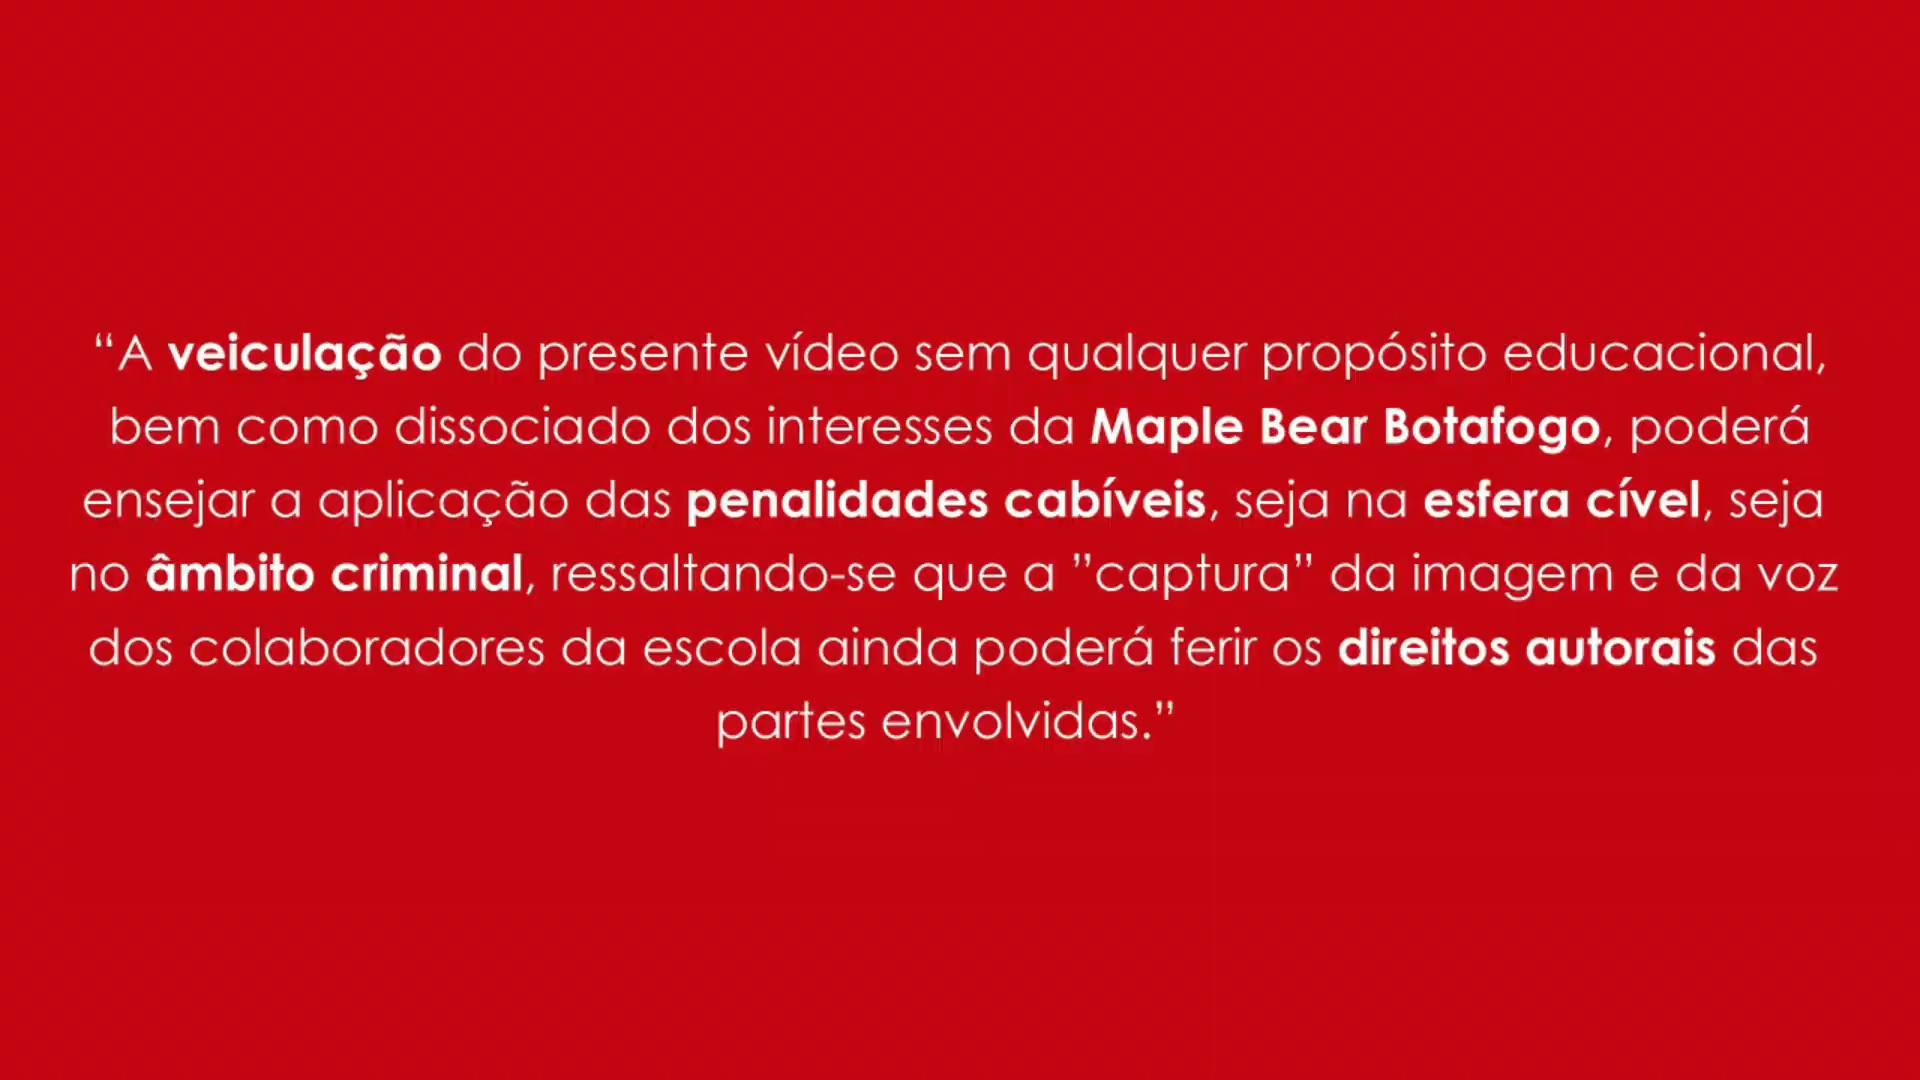 “A veiculação do presente vídeo sem qualquer propósito educacional,
bem como dissociado dos interesses da Maple Bear Botafogo, poderá
ensejar a aplicação das penalidades cabíveis, seja na esfera cível, seja
no âmbito criminal, ressaltando-se que a ”captura” da imagem e da voz
dos colaboradores da escola ainda poderá ferir os direitos autorais das
partes envolvidas.”